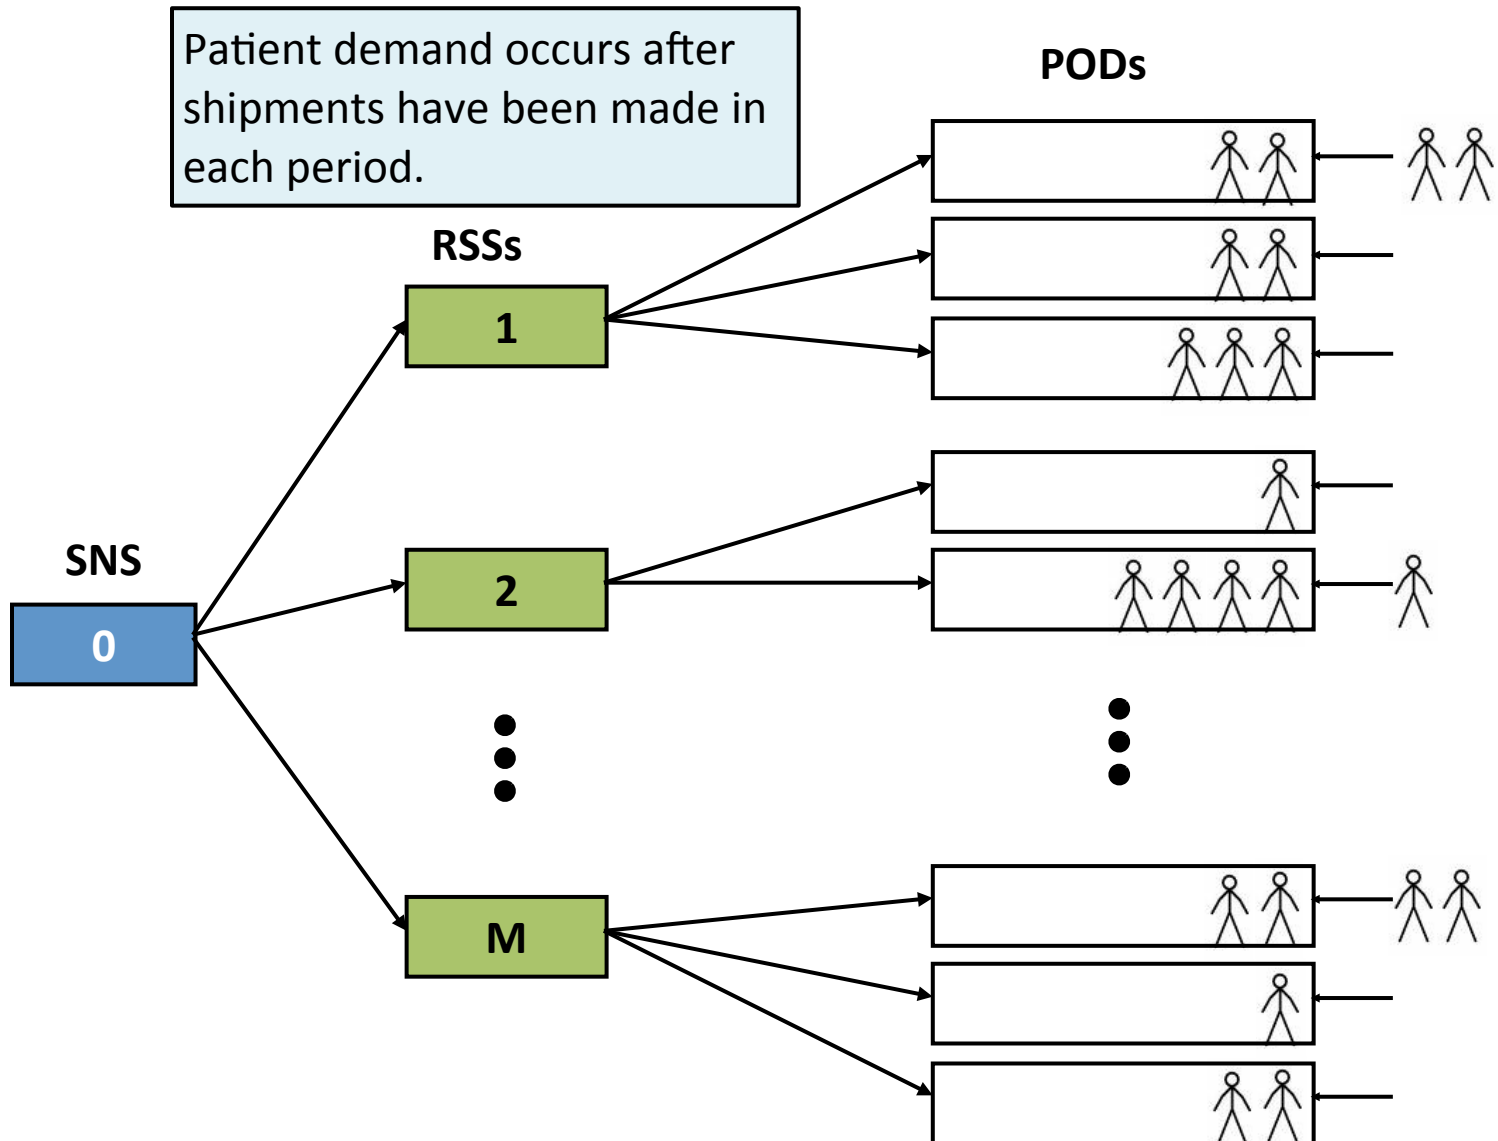 Patient demand occurs after
shipments have been made in
each period.
PODs
RSSs
1
SNS
2
0
M